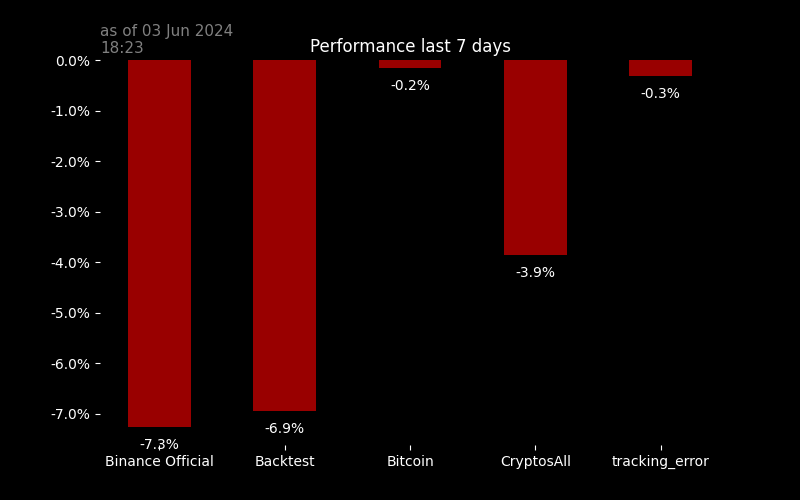 as of 03 Jun 2024
18:23
Performance last 7 days
0.0%
-1.0%
-2.0%
-3.0%
-4.0%
-5.0%
-6.0%
-7.0%
-7.3%
-6.9%
-0.2%
-3.9%
-0.3%
Binance Official
Backtest
Bitcoin
CryptosAll
tracking_error